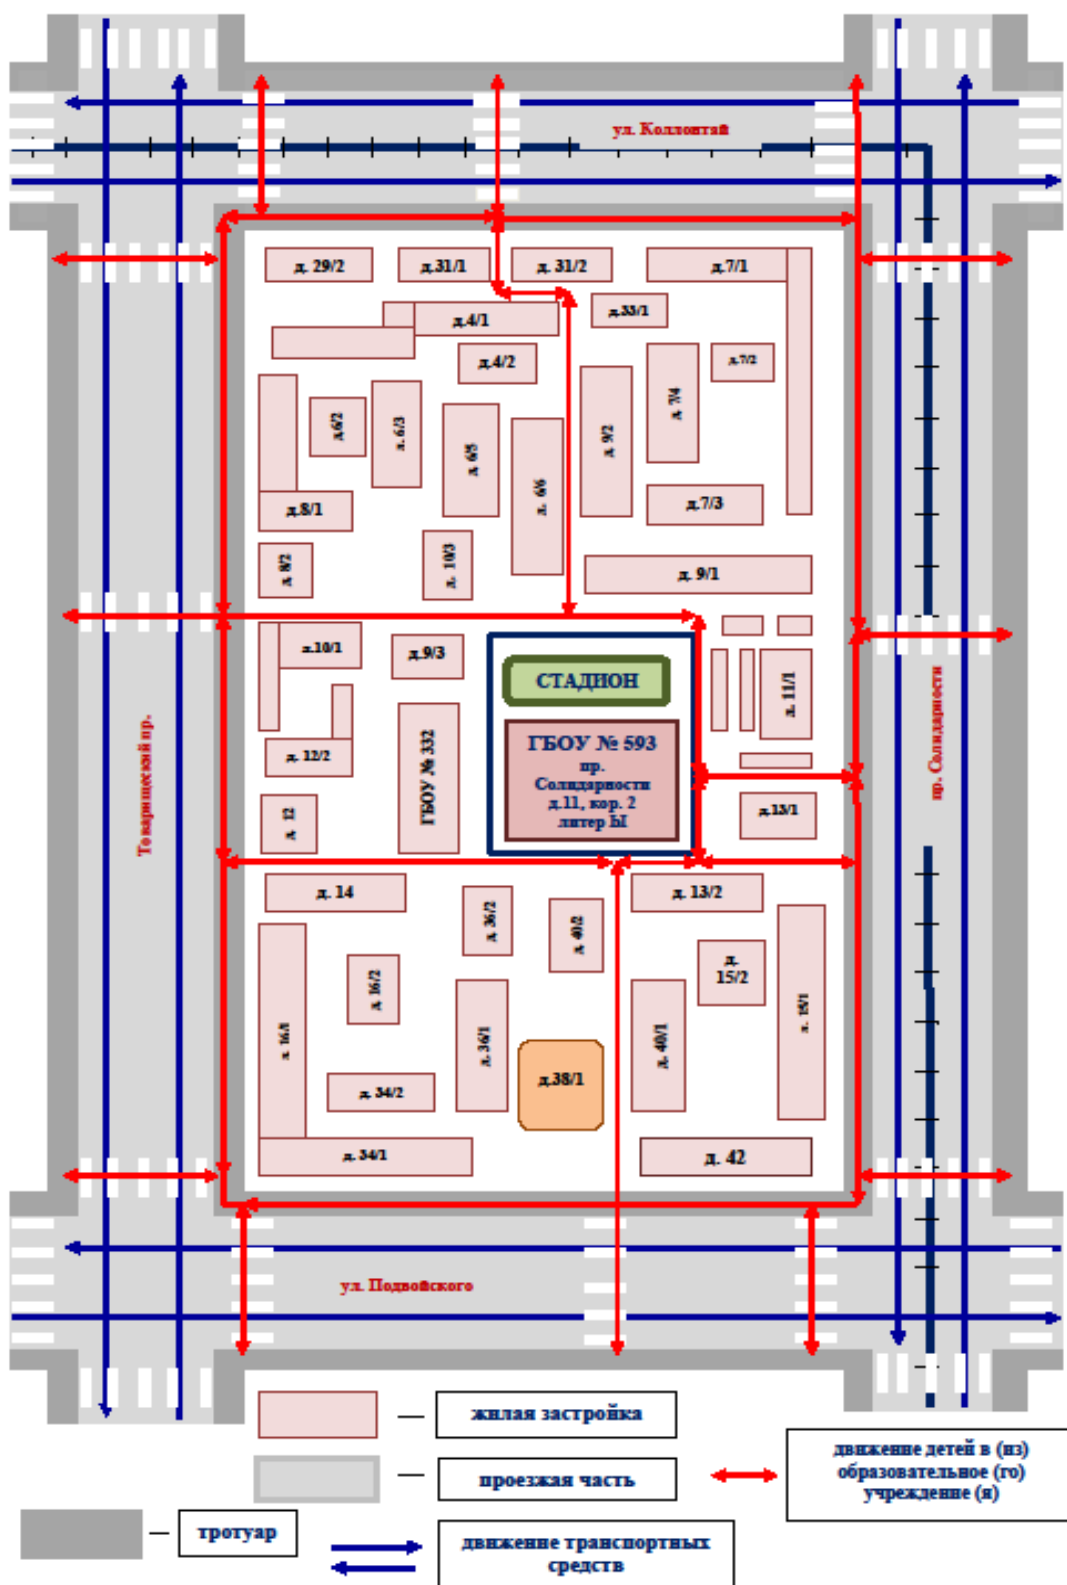 ул. Коллонтай
д. 29/2
д.31/1
д. 31/2
д.7/1
д.33/1
д.4/1
д.4/2
д.7/2
д. 7/4
д.6/2
д. 6/3
д. 6/5
д. 6/6
д. 9/2
д.7/3
д.8/1
д. 8/2
д. 10/3
д. 9/1
д.10/1
д.9/3
СТАДИОН
д. 11/1
пр. Солидарности
Товарищеский пр.
д. 12/2
ГБОУ № 332
ГБОУ № 593
пр.
Солидарности
д.11, кор. 2
литер Ы
д. 12
д.13/1
д. 14
д. 36/2
д. 40/2
д. 13/2
д. 16/2
д.
15/2
д. 16/1
д. 36/1
д. 40/1
д. 15/1
д.38/1
д. 34/2
д. 34/1
д. 42
ул. Подвойского
— жилая застройка
— проезжая часть
движение детей в (из)
образовательное (го)
учреждение (я)
— тротуар
движение транспортных
средств